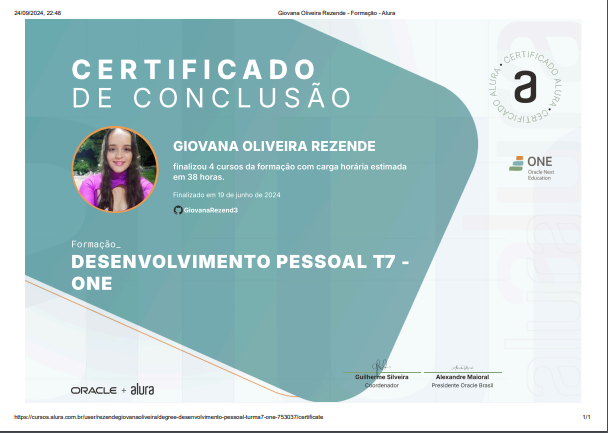 24/09/2024, 22:46
Giovana Oliveira Rezende - Formação - Alura
CERTIFICADO
DE CONCLUSÃO
CERTIFICADO ALURA • CERTIFICADO ALURA •
a
ONE
Oracle Next
Education
GIOVANA OLIVEIRA REZENDE
finalizou 4 cursos da formação com carga horária estimada
em 38 horas.
Finalizado em 19 de junho de 2024
GiovanaRezend3
Formação_
DESENVOLVIMENTO PESSOAL T7 -
ONE
Guilherme Silveira
Coordenador
Alexandre Maioral
Presidente Oracle Brasil
ORACLE + alura
https://cursos.alura.com.br/user/rezendegiovanaoliveira/degree-desenvolvimento-pessoal-turma7-one-753037/certificate
1/1